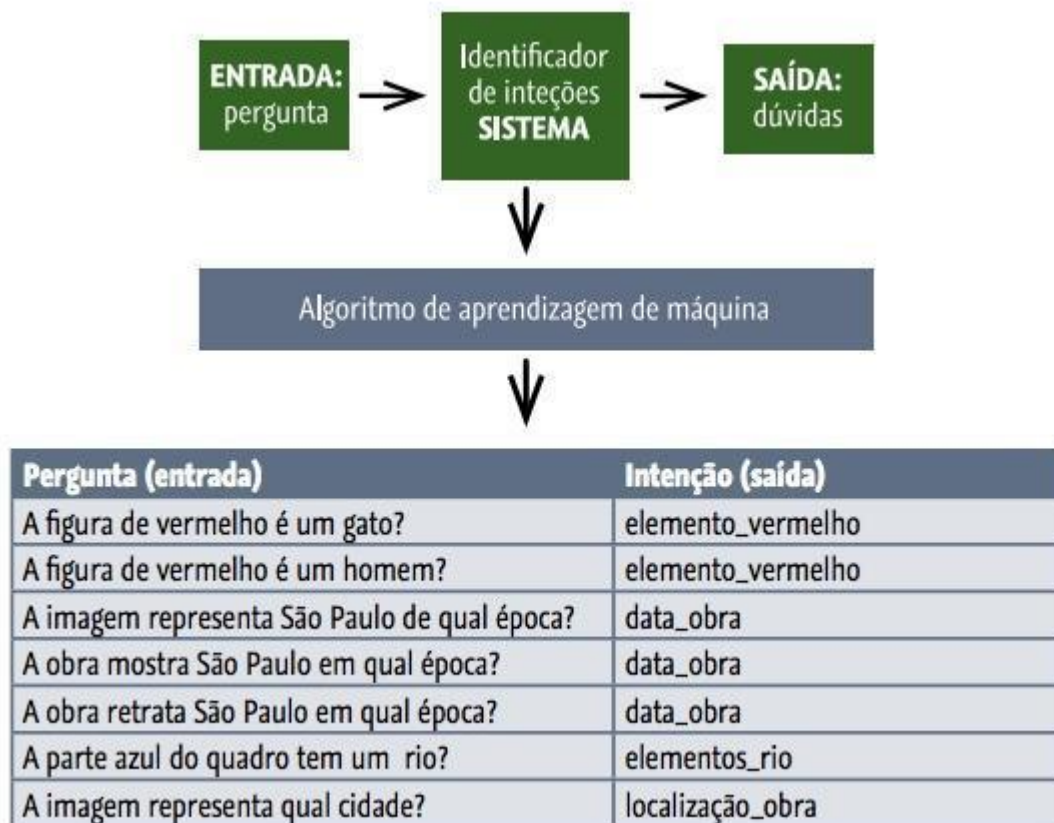 ENTRADA:
pergunta
Identificador
de inteções
SISTEMA
SAÍDA:
dúvidas
Algoritmo de aprendizagem de máquina
Pergunta (entrada) Intenção (saída)
A figura de vermelho é um gato? elemento_vermelho
A figura de vermelho é um homem? elemento_vermelho
A imagem representa São Paulo de qual época? data_obra
A obra mostra São Paulo em qual época? data_obra
A obra retrata São Paulo em qual época? data_obra
A parte azul do quadro tem um rio? elementos_rio
A imagem representa qual cidade? localização_obra